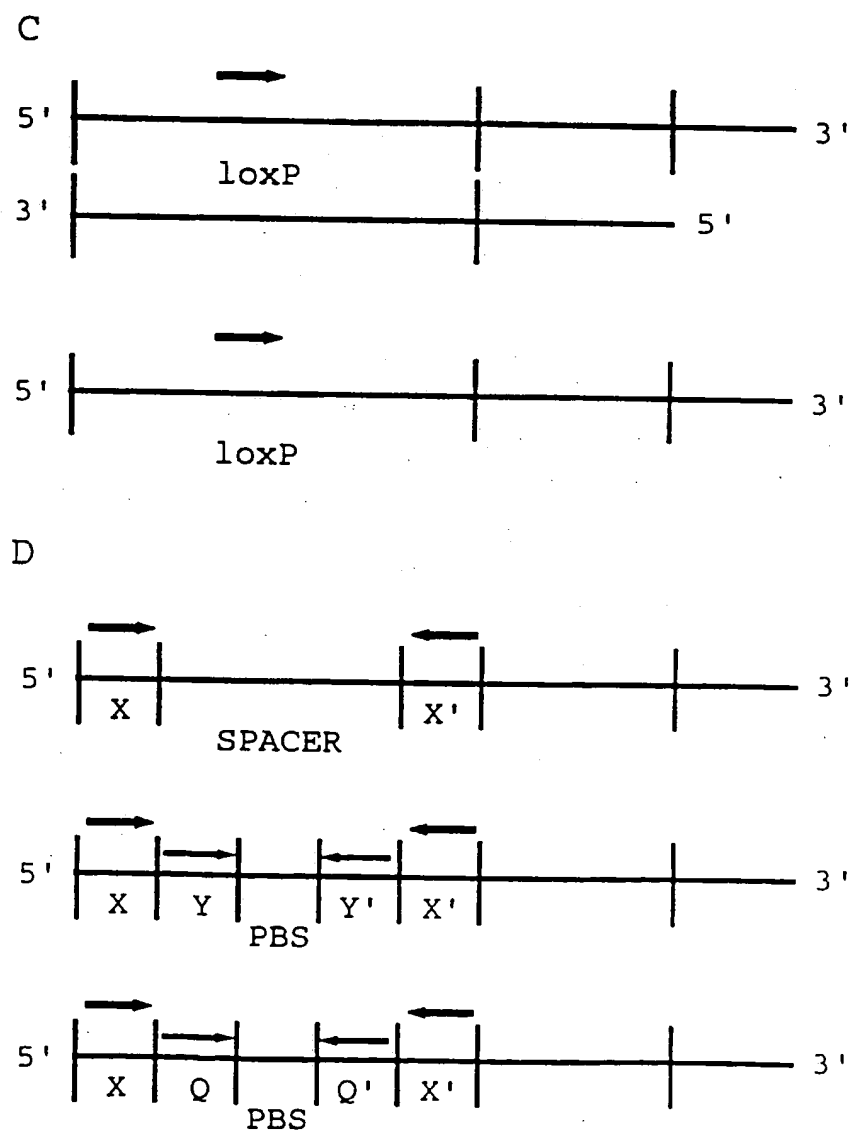 C
5' 3'
loxP
3' 5'
5' 3'
loxP
D
5' 3'
X X'
SPACER
5' 3'
X Y Y' X'
PBS
5' 3'
X Q Q' X'
PBS